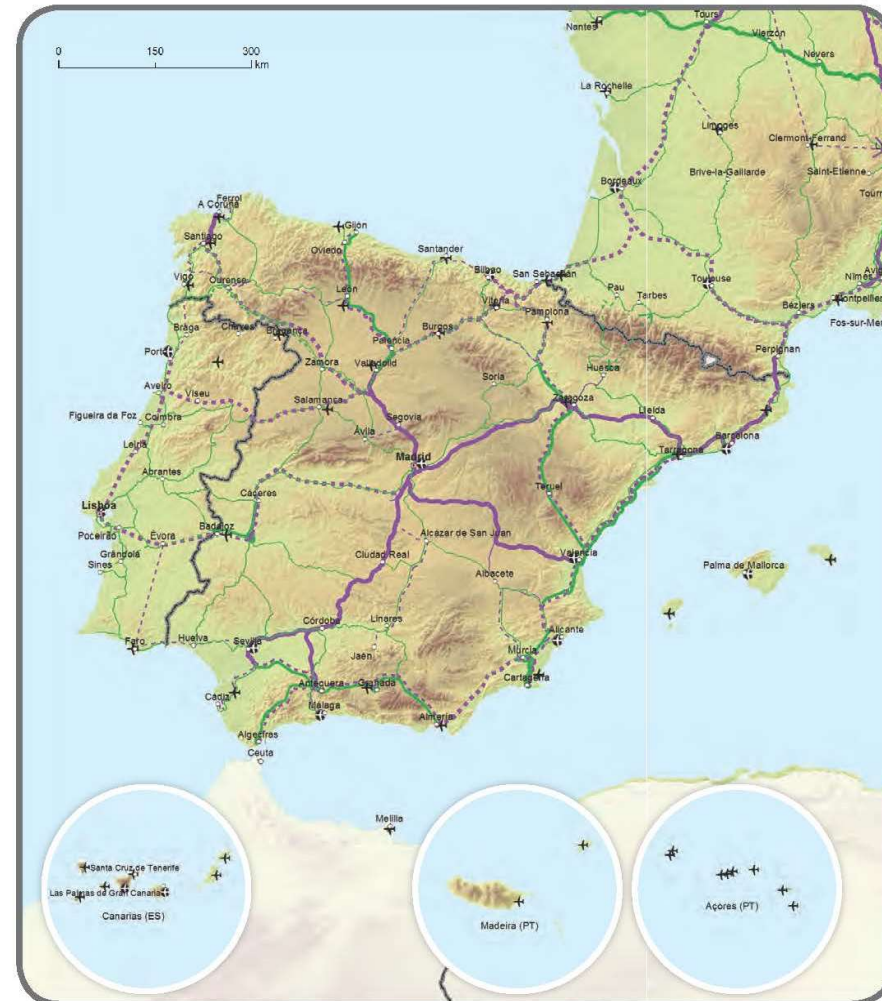 0 150 300
km
Nantes
Tours
Vierzon
Nevers
La Rochelle
Limoges
Clermont-Ferrand
Brive-la-Gaillarde
Saint-Etienne
Tourn
Bordeaux
Ferrol
A Coruña
Santiago
Gijón
Oviedo
Santander
Bilbao
San Sebastián
Pau
Tarbes
Toulouse
Nîmes
Avig
Montpellier
Béziers
Fos-sur-Mer
Vigo
Ourense
León
Vitoria
Pamplona
Burgos
Perpignan
Braga
Chaves
Bragança
Palencia
Porto
Zamora
Valladolid
Soria
Huesca
Aveiro
Viseu
Salamanca
Zaragoza
Lleida
Figueira da Foz
Coimbra
Segovia
Barcelona
Ávila
Tarragona
Leiria
Madrid
Abrantes
Cáceres
Teruel
Lisboa
Badajoz
Poceirão
Évora
Alcázar de San Juan
Grândola
Sines
Ciudad Real
Valencia
Albacete
Palma de Mallorca
Faro
Huelva
Sevilla
Córdoba
Linares
Alicante
Jaén
Murcia
Cádiz
Antequera
Granada
Cartagena
Málaga
Almería
Algeciras
Ceuta
Melilla
Santa Cruz de Tenerife
Las Palmas de Gran Canaria
Canarias (ES)
Madeira (PT)
Açores (PT)